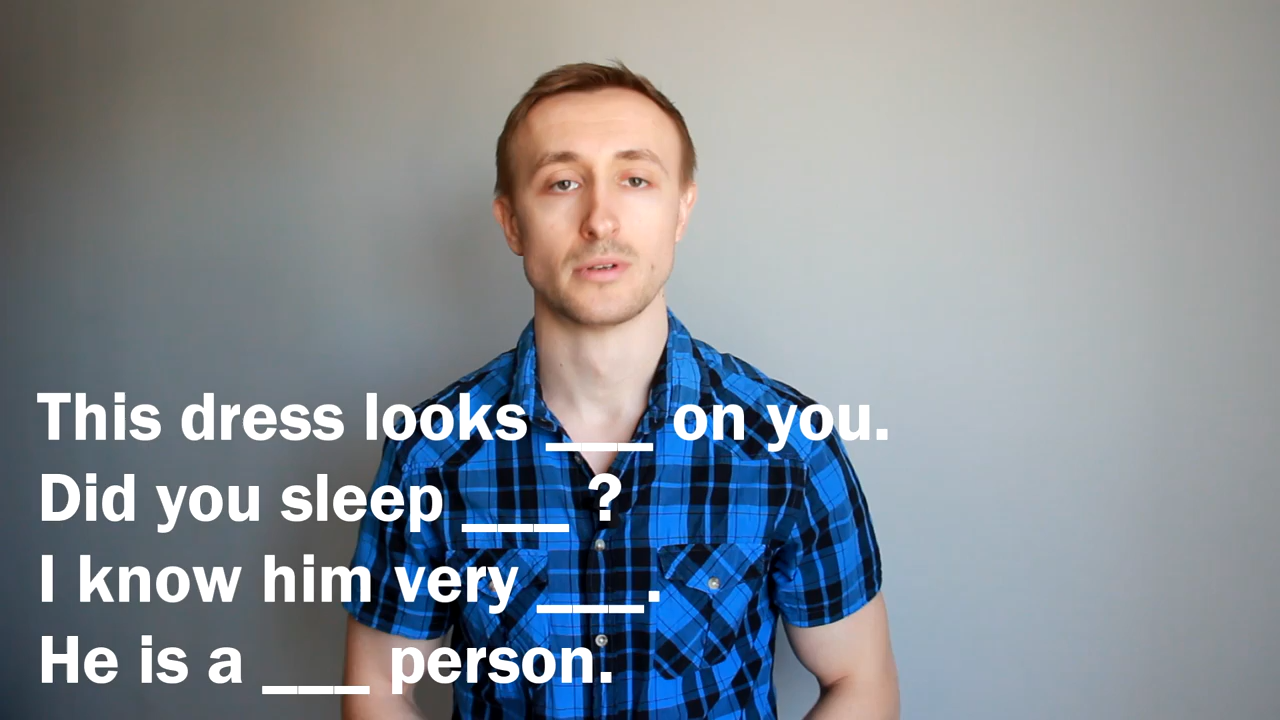 This dress looks ___ on you.
Did you sleep ___ ?
I know him very ___.
He is a ___ person.